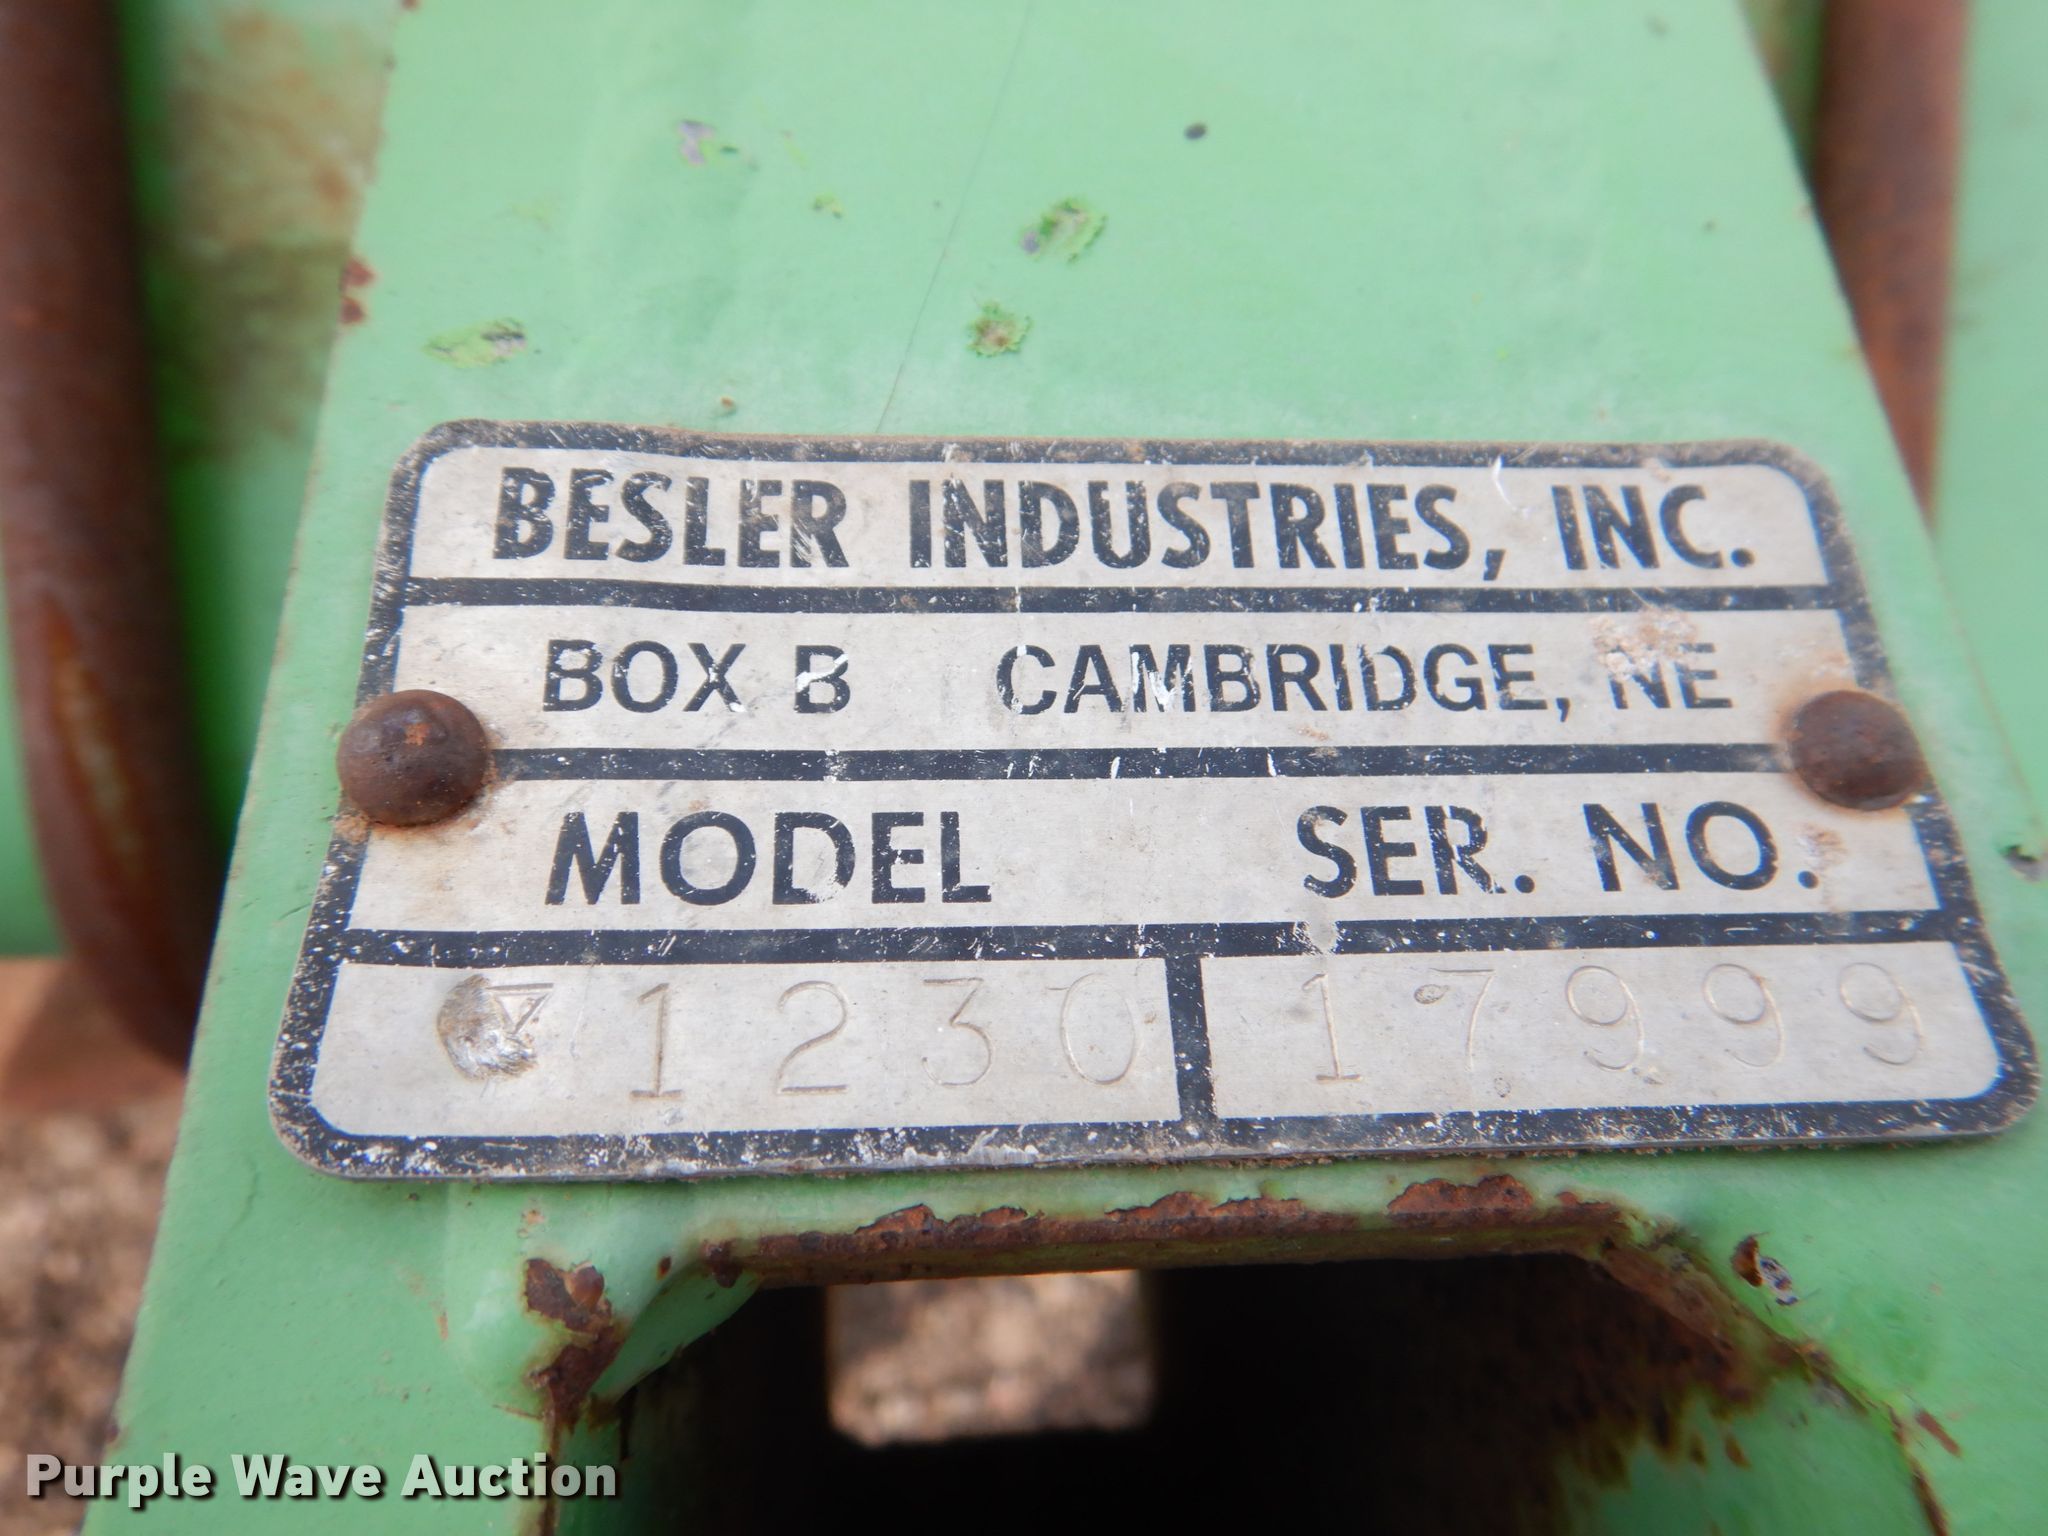 BESLER INDUSTRIES, INC.
BOX B CAMBRIDGE, NE
MODEL SER. NO.
1230 17999
Purple Wave Auction